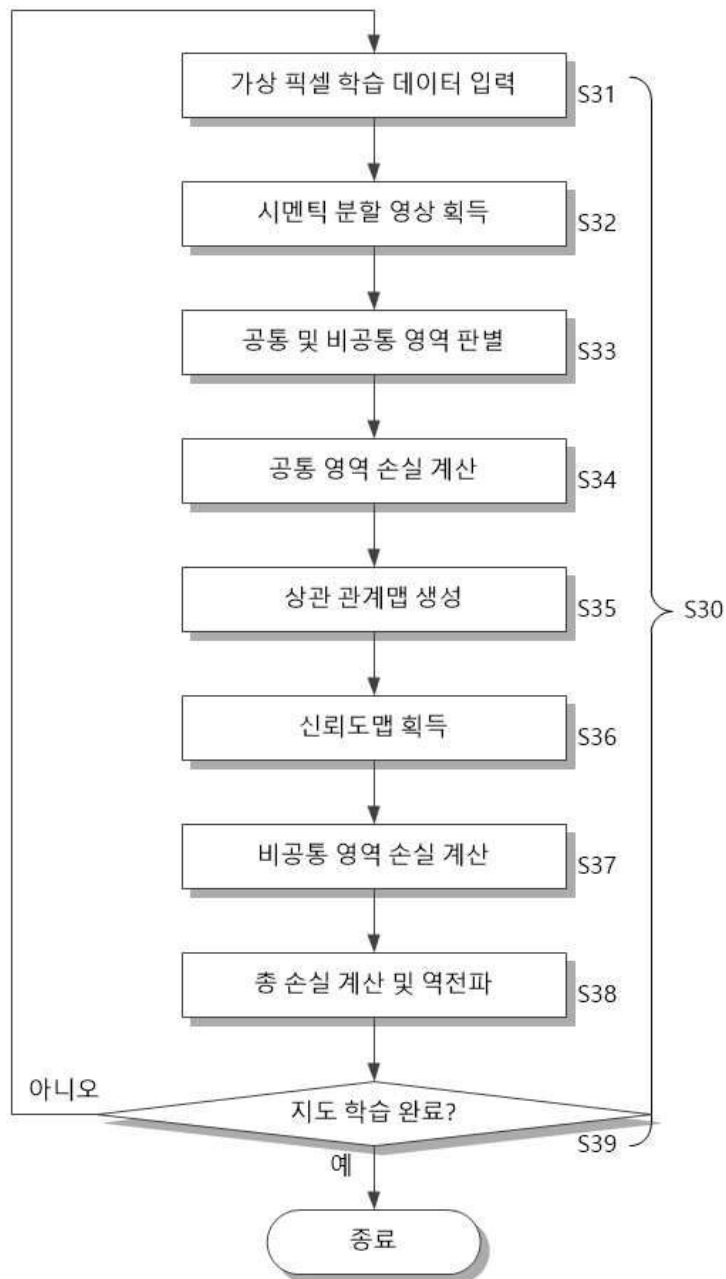 가상 픽셀 학습 데이터 입력
S31
시멘틱 분할 영상 획득
S32
공통 및 비공통 영역 판별
S33
공통 영역 손실 계산
S34
상관 관계맵 생성
S35
S30
신뢰도맵 획득
S36
비공통 영역 손실 계산
S37
총 손실 계산 및 역전파
S38
아니오
지도 학습 완료?
S39
예
종료